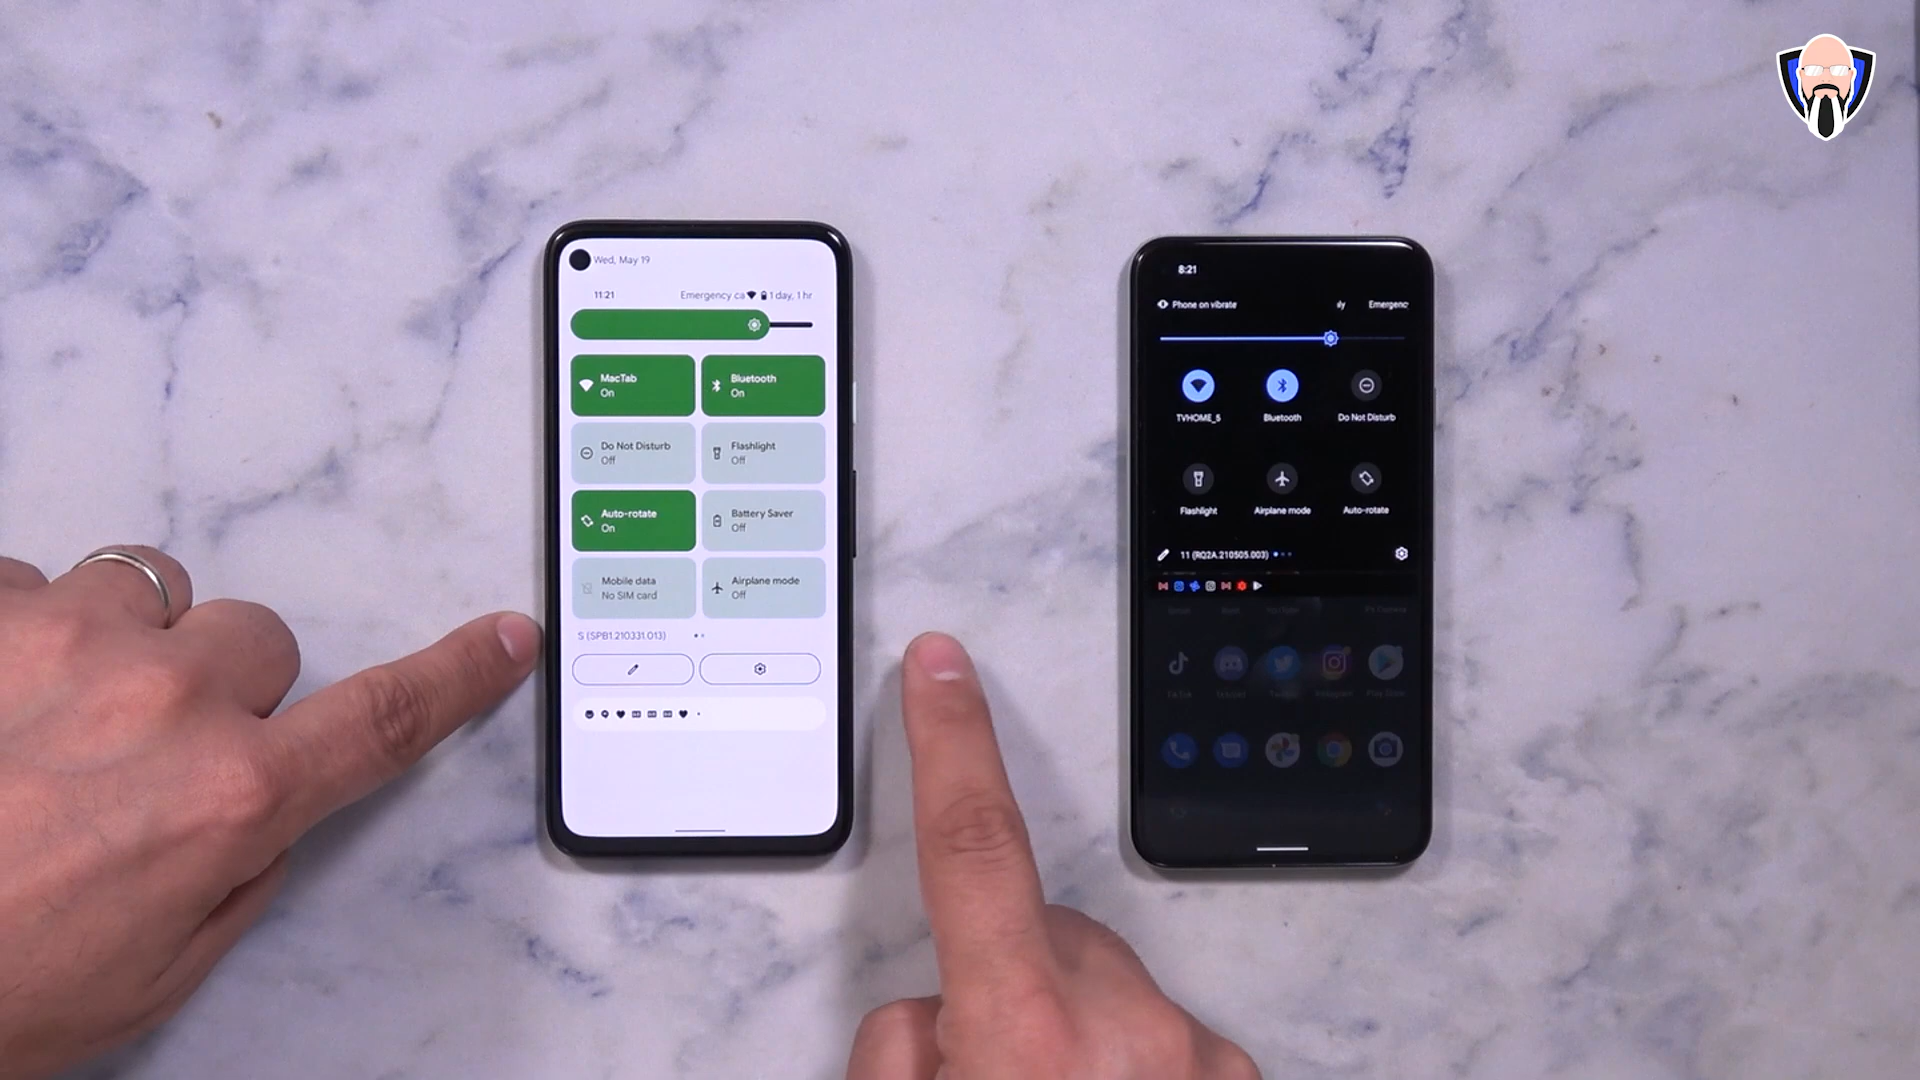 Wed, May 19
11:21
Emergency ca
1 day, 1 hr
MacTab
On
Bluetooth
On
Do Not Disturb
Off
Flashlight
Off
Auto-rotate
On
Battery Saver
Off
Mobile data
No SIM card
Airplane mode
Off
S (SPB1.210331.013)
8:21
Phone on vibrate
ly
Emergenc
TVHOME_5
Bluetooth
Do Not Disturb
Flashlight
Airplane mode
Auto-rotate
11 (RQ2A.210505.003)
TikTok
Twitter
Instagram
Play Store